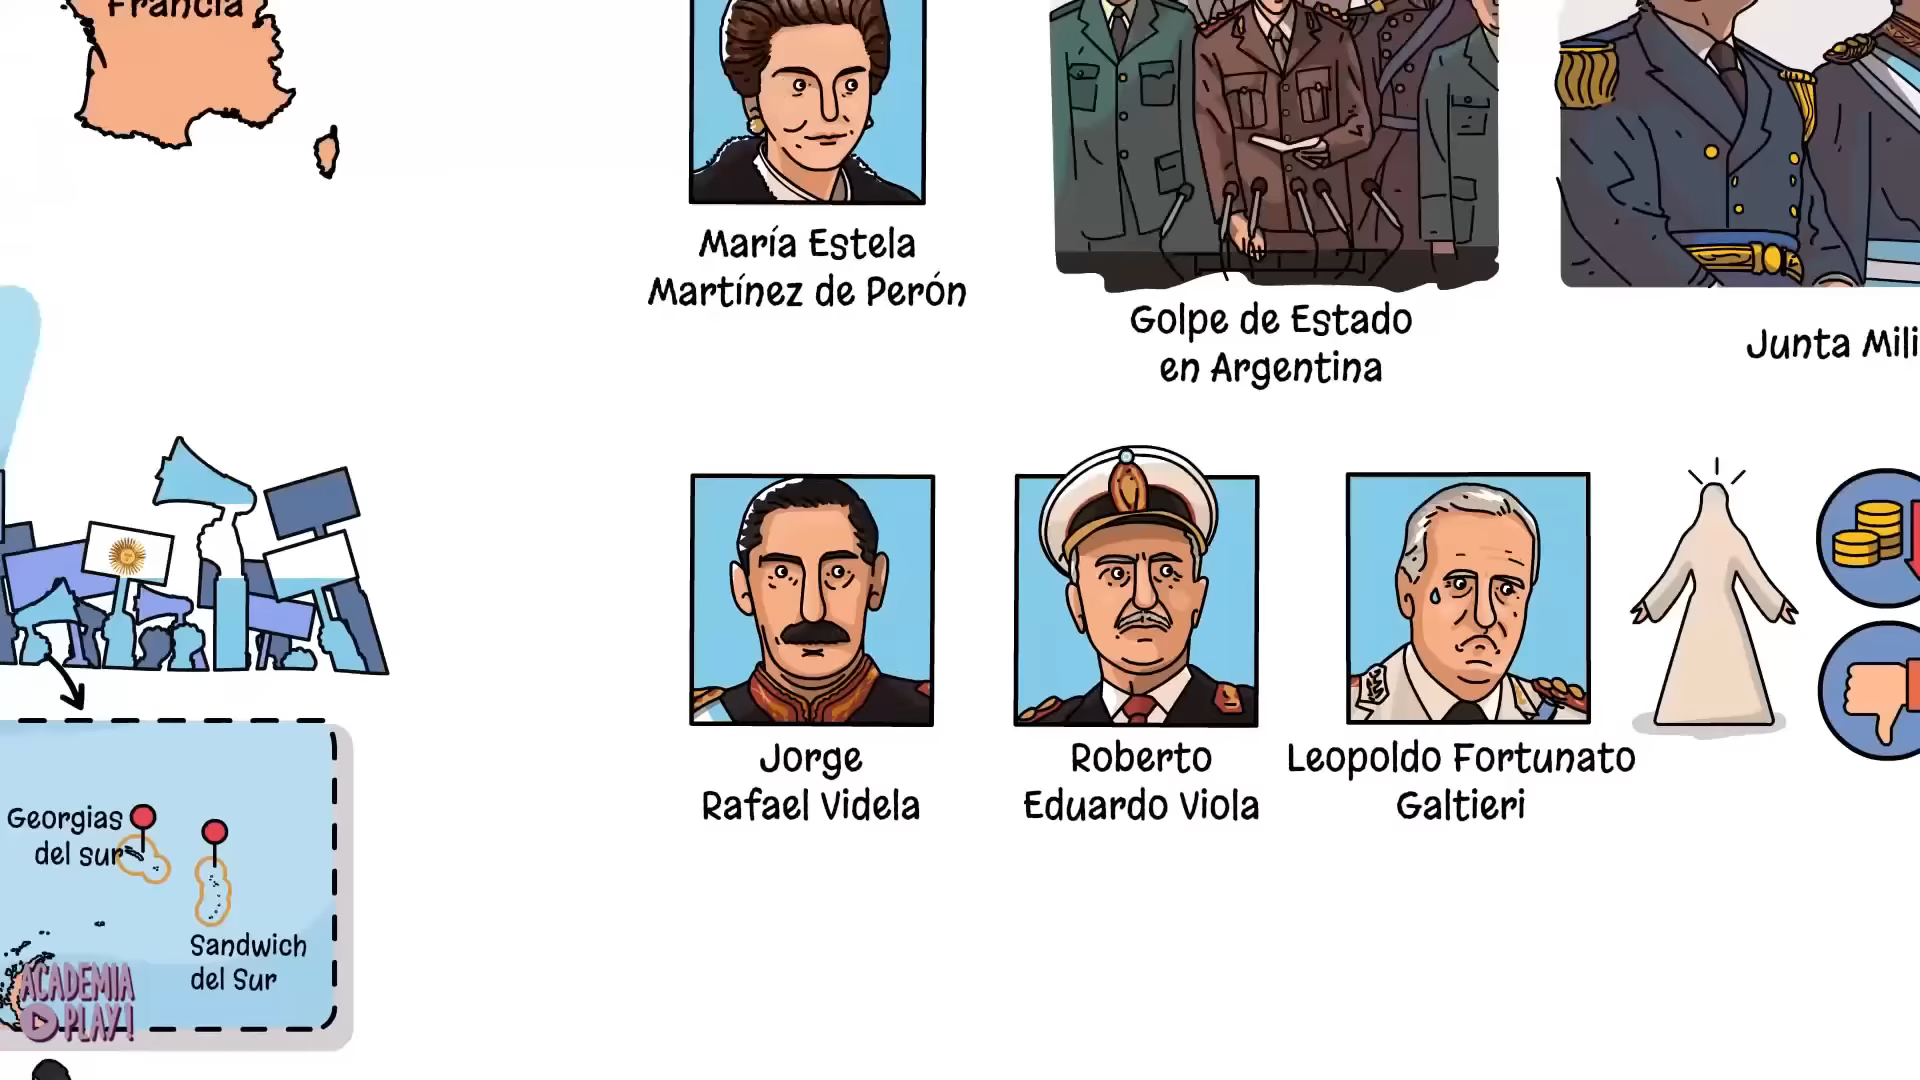 Francia
María Estela
Martínez de Perón
Golpe de Estado
en Argentina
Junta Mili
Jorge
Rafael Videla
Roberto
Eduardo Viola
Leopoldo Fortunato
Galtieri
Georgias
del sur
Sandwich
del Sur
ACADEMIA
PLAY!